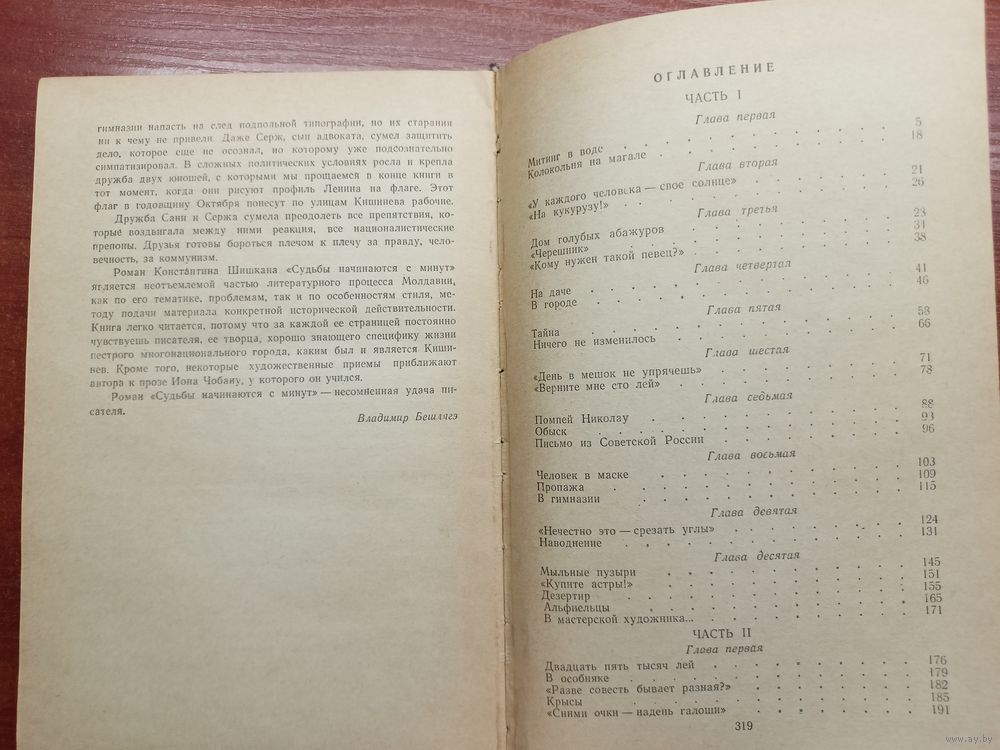 гимназии напасть на след подпольной типографии, но их старания
ни к чему не привели. Даже Серж, сын адвоката, сумел защитить
дело, которое еще не осознал, но которому уже подсознательно
симпатизировал. В сложных политических условиях росла и крепла
дружба двух юношей, с которыми мы прощаемся в конце книги в
тот момент, когда они рисуют профиль Ленина на флаге. Этот
флаг в годовщину Октября понесут по улицам Кишинева рабочие.
Дружба Сани и Сержа сумела преодолеть все препятствия, ко-
торые воздвигала между ними реакция, все националистические
препоны. Друзья готовы бороться плечом к плечу за правду, чело-
вечность, за коммунизм.
Роман Константина Шишкана «Судьбы начинаются с минут»
является неотъемлемой частью литературного процесса Молдавии,
как по его тематике, проблемам, так и по особенностям стиля, ме-
тоду подачи материала конкретной исторической действительности.
Книга легко читается, потому что за каждой ее страницей постоянно
чувствуешь писателя, ее творца, хорошо знающего специфику жизни
пестрого многонационального города, каким был и является Киши-
нев. Кроме того, некоторые художественные приемы приближают
автора к прозе Иона Чобану, у которого он учился.
Роман «Судьбы начинаются с минут» — несомненная удача пи-
сателя.
Владимир Бешлягэ
ОГЛАВЛЕНИЕ
ЧАСТЬ I
Глава первая
Митинг в воде 5
Колокольня на магале 18
Глава вторая
«У каждого человека — свое солнце» 21
«На кукурузу!» 26
Глава третья
Дом голубых абажуров 23
«Черешник» 31
«Кому нужен такой певец?» 38
Глава четвертая
На даче 41
В городе 46
Глава пятая
Тайна 58
Ничего не изменилось 66
Глава шестая
«День в мешок не упрячешь» 71
«Верните мне сто лей» 78
Глава седьмая
Помпей Николау 88
Обыск 93
Письмо из Советской России 96
Глава восьмая
Человек в маске 103
Пропажа 109
В гимназии 115
Глава девятая
«Нечестно это — срезать углы» 124
Наводнение 131
Глава десятая
Мыльные пузыри 145
«Купите астры!» 151
Дезертир 155
Альфиельцы 165
В мастерской художника... 171
ЧАСТЬ II
Глава первая
Двадцать пять тысяч лей 176
В особняке 179
«Разве совесть бывает разная?» 182
Крысы 185
«Сними очки — надень галоши» 191
319
www.ay.by